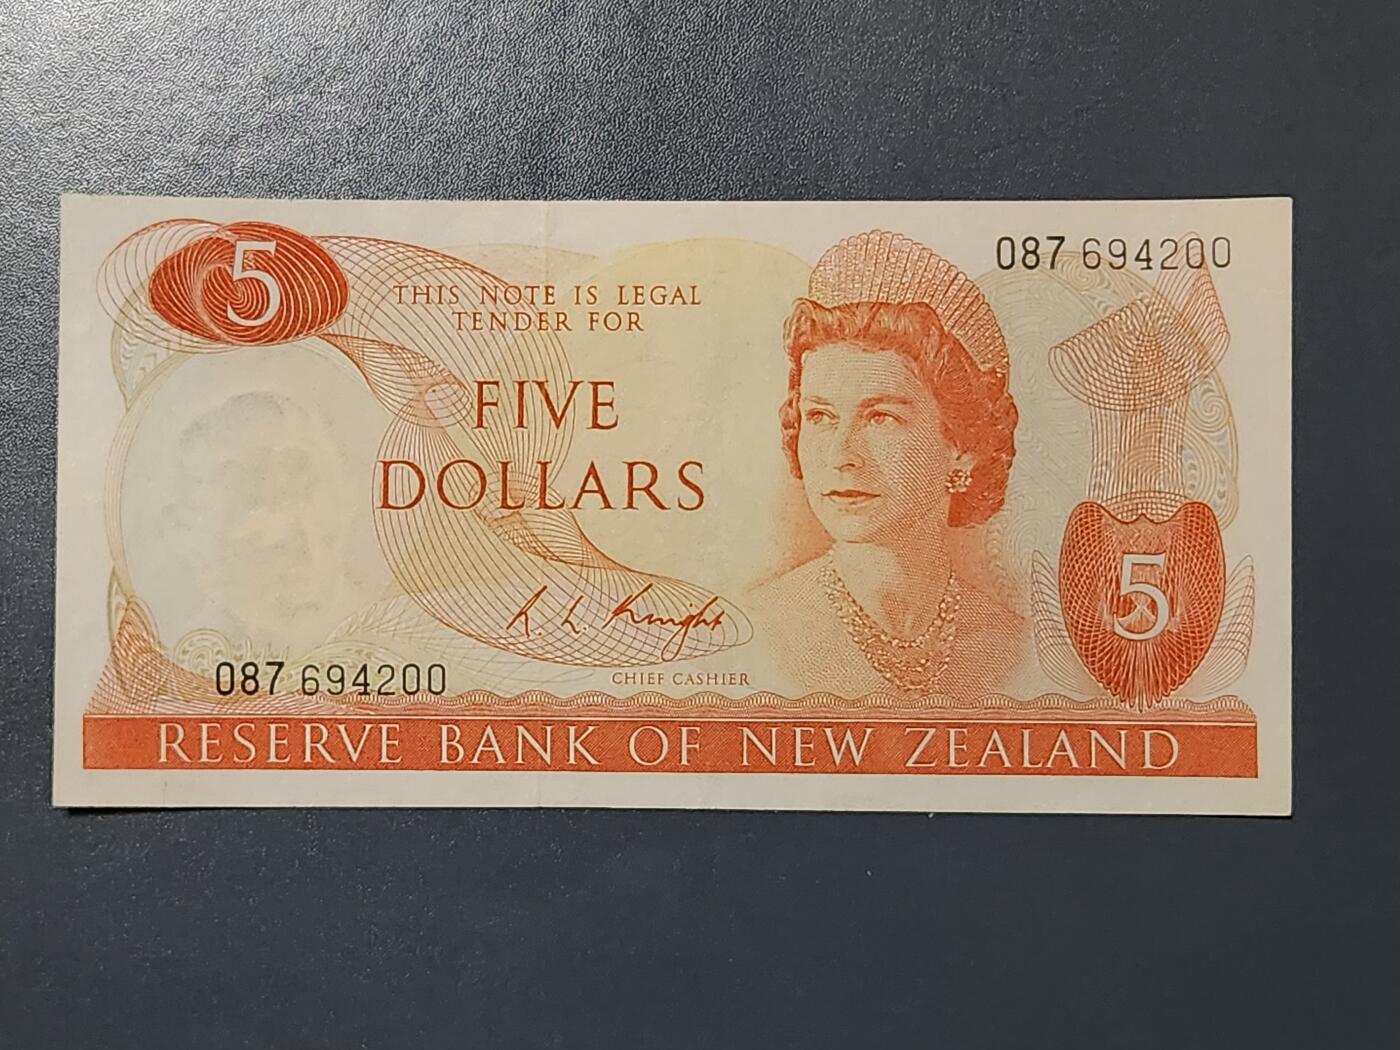 5
087 694200
THIS NOTE IS LEGAL
TENDER FOR
FIVE
DOLLARS
R. L. Knight
CHIEF CASHIER
087 694200
5
RESERVE BANK OF NEW ZEALAND